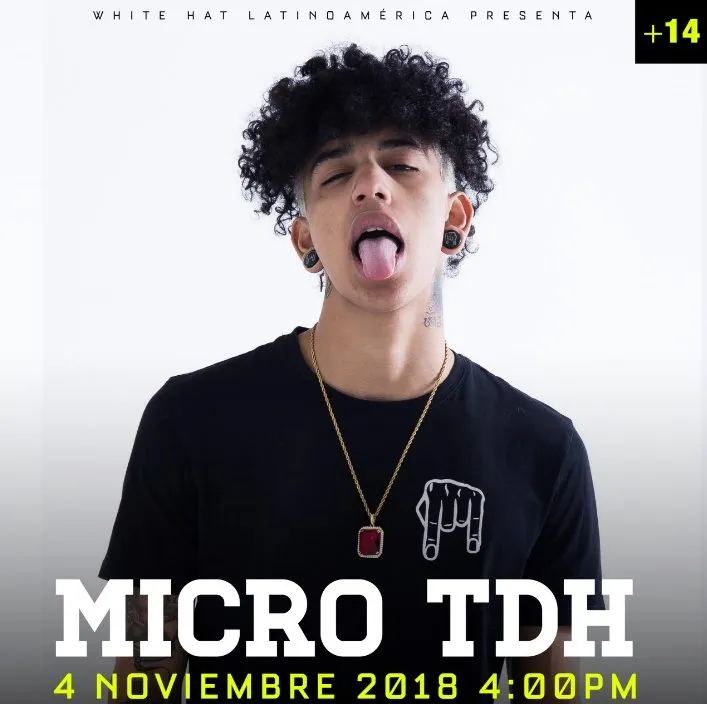 WHITE HAT LATINOAMÉRICA PRESENTA
+14
MICRO TDH
4 NOVIEMBRE 2018 4:00PM